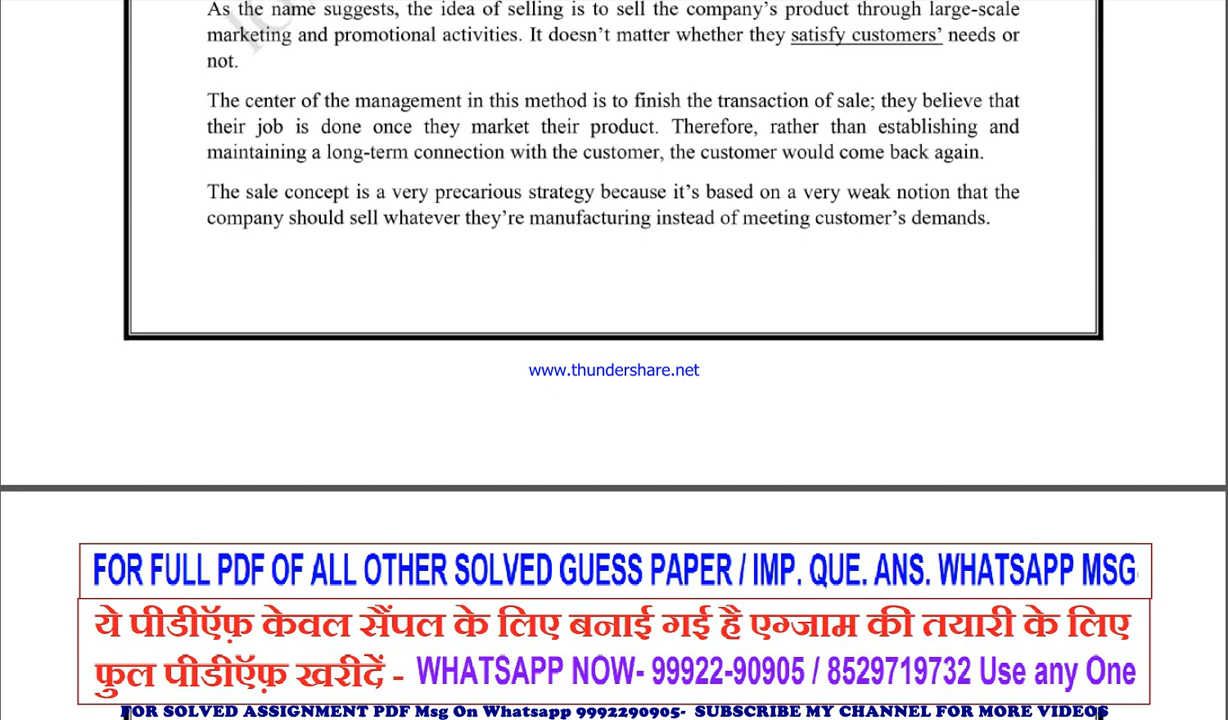 As the name suggests, the idea of selling is to sell the company’s product through large-scale
marketing and promotional activities. It doesn’t matter whether they satisfy customers’ needs or
not.
The center of the management in this method is to finish the transaction of sale; they believe that
their job is done once they market their product. Therefore, rather than establishing and
maintaining a long-term connection with the customer, the customer would come back again.
The sale concept is a very precarious strategy because it’s based on a very weak notion that the
company should sell whatever they’re manufacturing instead of meeting customer’s demands.
www.thundershare.net
FOR FULL PDF OF ALL OTHER SOLVED GUESS PAPER / IMP. QUE. ANS. WHATSAPP MSG
ये पीडीऍफ़ केवल सैंपल के लिए बनाई गई है एग्जाम की तयारी के लिए
फुल पीडीऍफ़ खरीदें - WHATSAPP NOW- 99922-90905 / 8529719732 Use any One
FOR SOLVED ASSIGNMENT PDF Msg On Whatsapp 9992290905- SUBSCRIBE MY CHANNEL FOR MORE VIDEOS